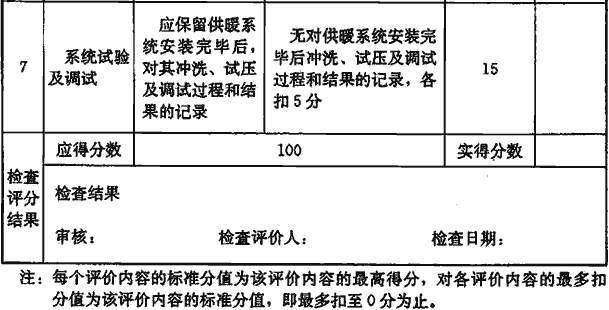 7
系统试验
及调试
应保留供暖系
统安装完毕后，
对其冲洗、试压
及调试过程和结
果的记录
无对供暖系统安装完
毕后冲洗、试压及调试
过程和结果的记录，各
扣5分
15
应得分数
100
实得分数
检查
评分
结果
检查结果
审核：
检查评价人：
检查日期：
注：每个评价内容的标准分值为该评价内容的最高得分，对各评价内容的最多扣
分值为该评价内容的标准分值，即最多扣至0分为止。